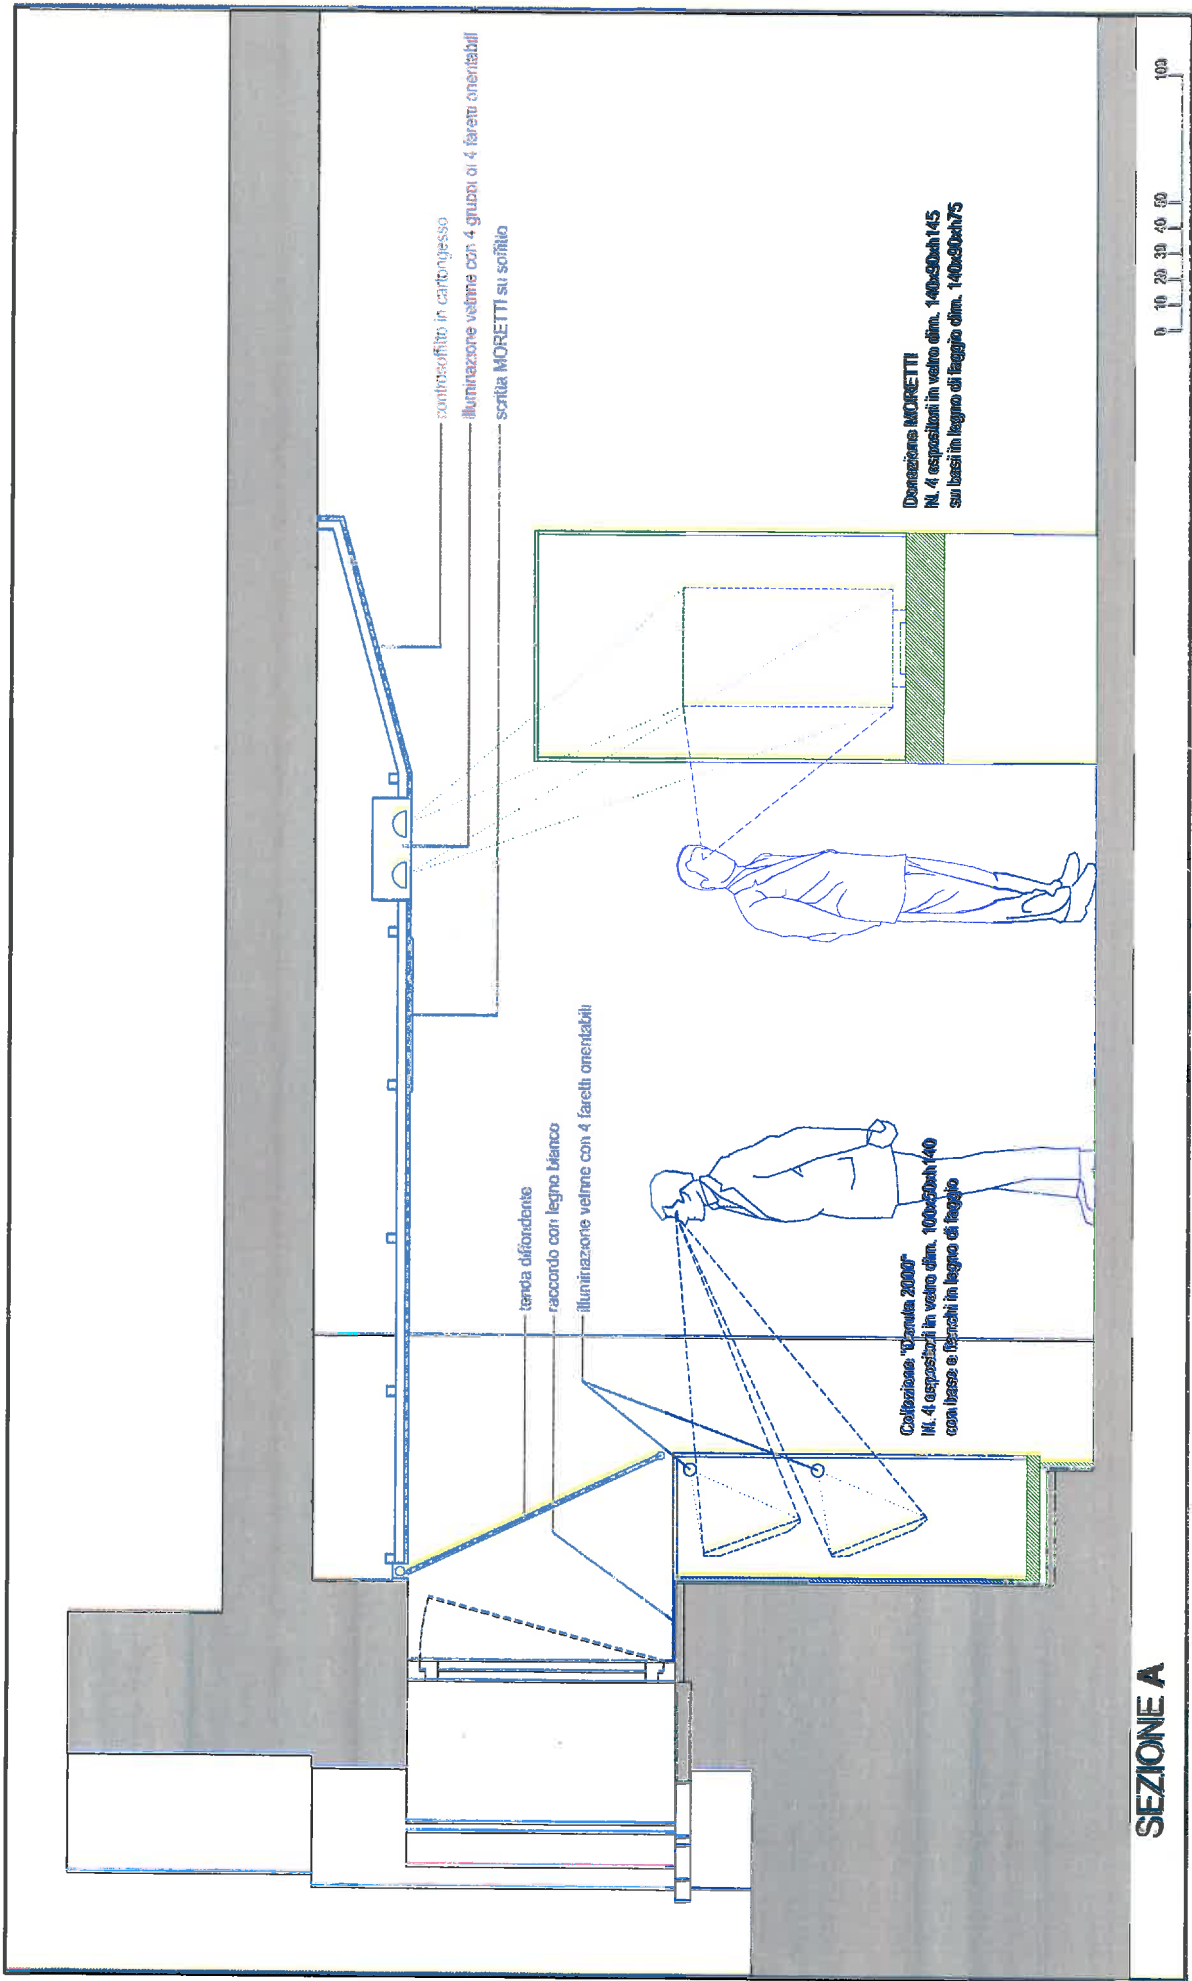 controsoffitto in cartongesso
illuminazione vetrine con 4 gruppi di 4 faretti orientabili
scritta MORETTI su soffitto
tenda diffondente
raccordo con legno bianco
illuminazione vetrine con 4 faretti orientabili
Donazione MORETTI
N. 4 espositori in vetro dim. 140x90xh145
su basi in legno di faggio dim. 140x90xh75
Collezione "Danula 2000"
N. 4 espositori in vetro dim. 100x50xh140
con base e fianchi in legno di faggio
SEZIONE A
0 10 20 30 40 50 100